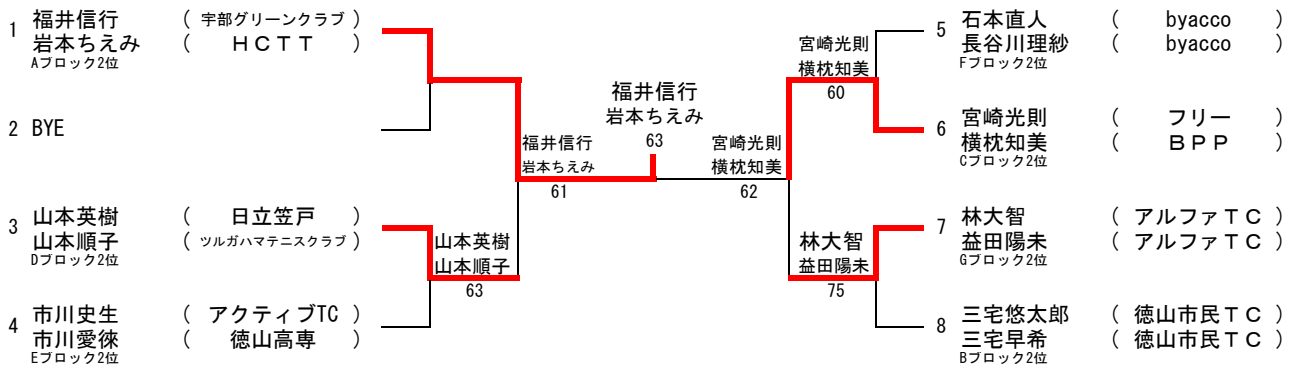 1 福井信行 ( 宇部グリーンクラブ )
岩本ちえみ ( HCTT )
Aブロック2位
2 BYE
3 山本英樹 ( 日立笠戸 )
山本順子 ( ツルガハマテニスクラブ )
Dブロック2位
4 市川史生 ( アクティブTC )
市川愛徠 ( 徳山高専 )
Eブロック2位
山本英樹
山本順子
63
福井信行
岩本ちえみ
61
福井信行
岩本ちえみ
63
宮崎光則
横枕知美
62
宮崎光則
横枕知美
60
林大智
益田陽未
75
5 石本直人 ( byacco )
長谷川理紗 ( byacco )
Fブロック2位
6 宮崎光則 ( フリー )
横枕知美 ( BPP )
Cブロック2位
7 林大智 ( アルファTC )
益田陽未 ( アルファTC )
Gブロック2位
8 三宅悠太郎 ( 徳山市民TC )
三宅早希 ( 徳山市民TC )
Bブロック2位